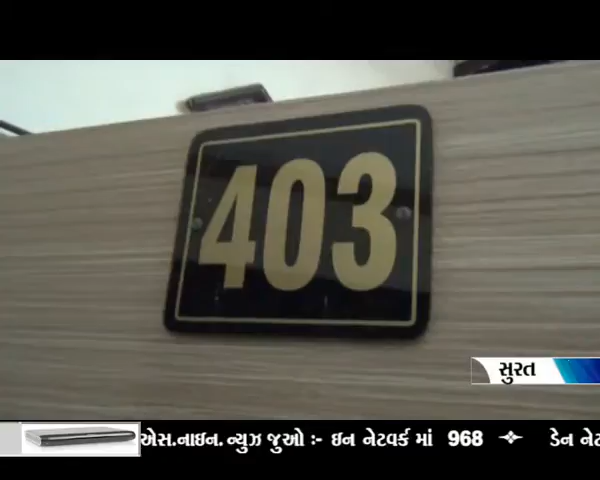 403
સુરત
એસ.નાઇન. ન્યુઝ જુઓ :- ઇન નેટવર્ક માં 968 ડેન